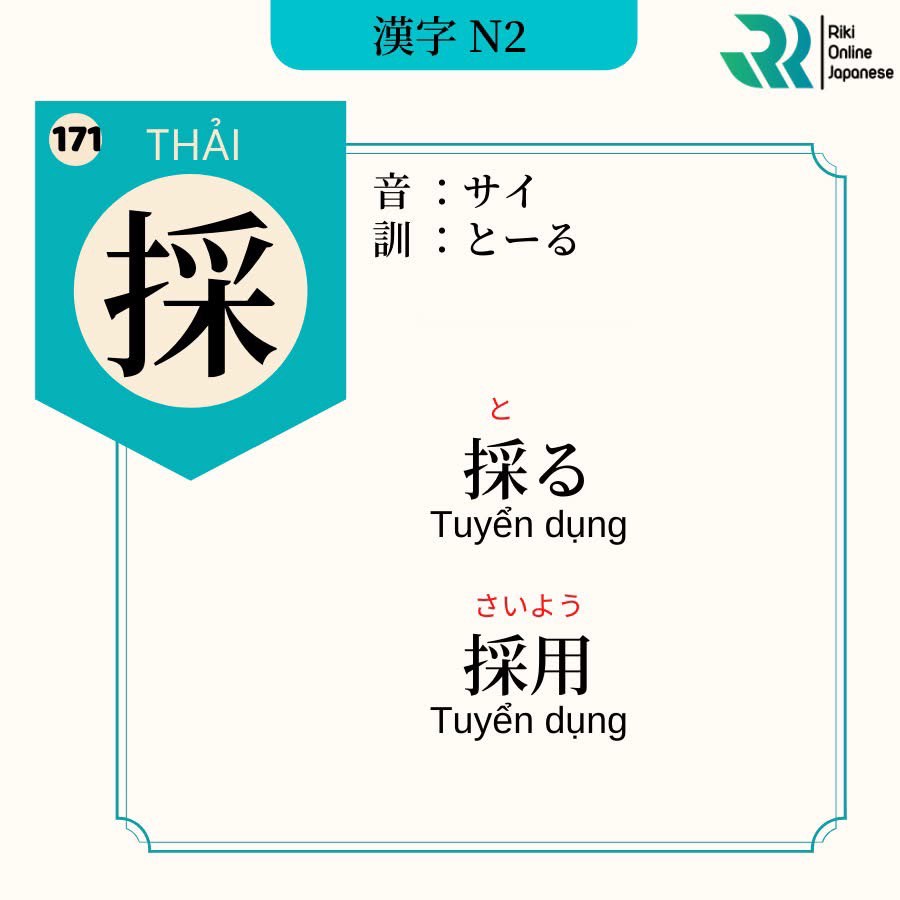 漢字 N2
Riki
Online
Japanese
171
THẢI
採
音 ：サイ
訓 ：とーる
と
採る
Tuyển dụng
さいよう
採用
Tuyển dụng